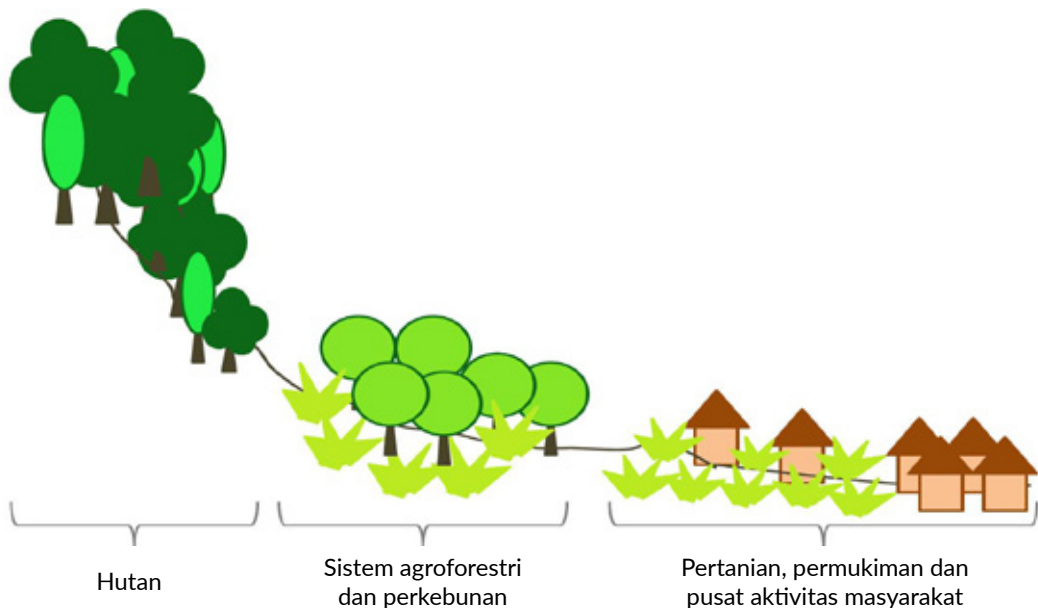 Hutan
Sistem agroforestri
dan perkebunan
Pertanian, permukiman dan
pusat aktivitas masyarakat